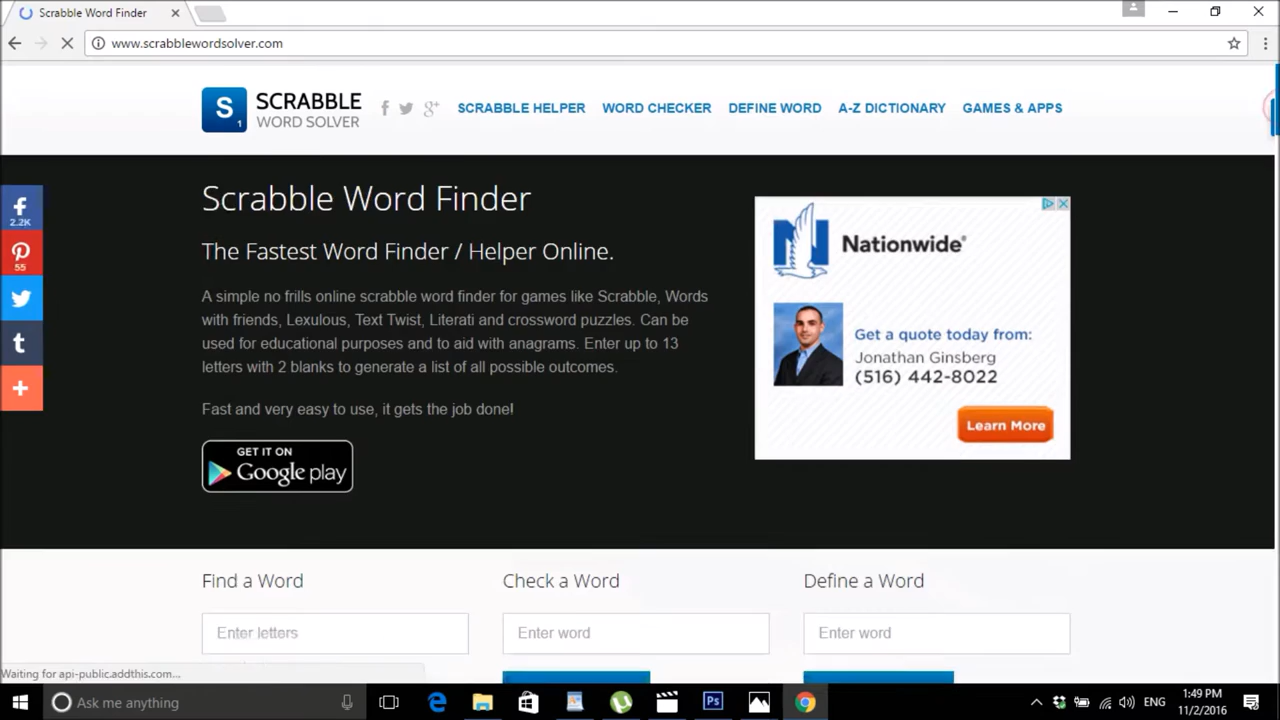 Scrabble Word Finder
www.scrabblewordsolver.com
S
1
SCRABBLE
WORD SOLVER
SCRABBLE HELPER
WORD CHECKER
DEFINE WORD
A-Z DICTIONARY
GAMES & APPS
2.2K
55
Scrabble Word Finder
The Fastest Word Finder / Helper Online.
A simple no frills online scrabble word finder for games like Scrabble, Words
with friends, Lexulous, Text Twist, Literati and crossword puzzles. Can be
used for educational purposes and to aid with anagrams. Enter up to 13
letters with 2 blanks to generate a list of all possible outcomes.
Fast and very easy to use, it gets the job done!
GET IT ON
Google play
N
Nationwide®
Get a quote today from:
Jonathan Ginsberg
(516) 442-8022
Learn More
Find a Word
Check a Word
Define a Word
Enter letters
Enter word
Enter word
Waiting for api-public.addthis.com...
Ask me anything
Ps
ENG
1:49 PM
11/2/2016